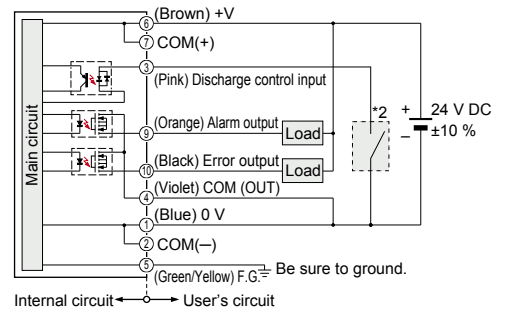 ⑥ (Brown) +V
⑦ COM(+)
③
(Pink) Discharge control input
*2
+ 24 V DC
– ±10 %
Main circuit
(Orange) Alarm output
⑨
Load
(Black) Error output
⑩
Load
(Violet) COM (OUT)
④
(Blue) 0 V
①
② COM(—)
⑤
(Green/Yellow) F.G. Be sure to ground.
Internal circuit User's circuit